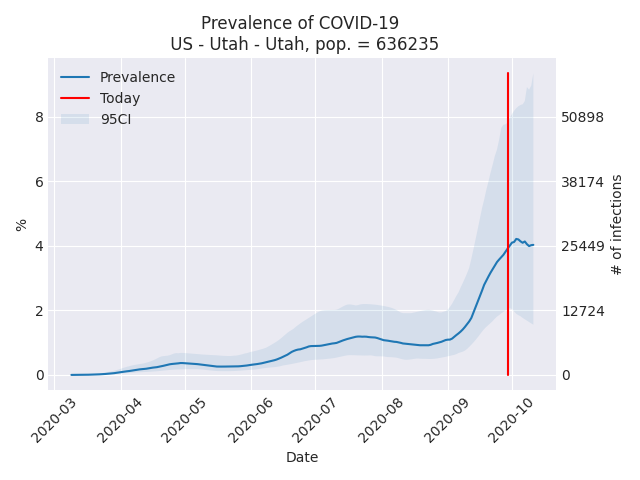 Prevalence of COVID-19
US - Utah - Utah, pop. = 636235
Prevalence
Today
95CI
8
6
4
2
0
%
50898
38174
25449
12724
0
# of infections
2020-03
2020-04
2020-05
2020-06
2020-07
2020-08
2020-09
2020-10
Date